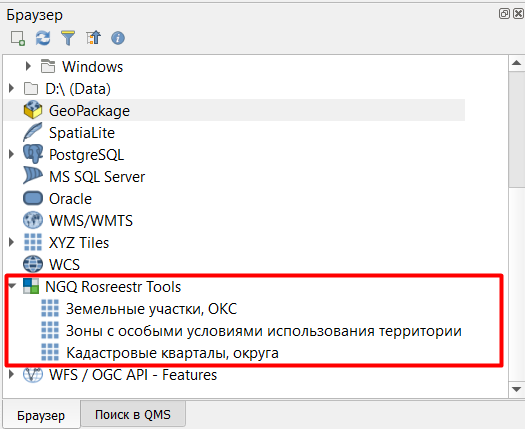 Браузер
Windows
D:\ (Data)
GeoPackage
SpatiaLite
PostgreSQL
MS SQL Server
Oracle
WMS/WMTS
XYZ Tiles
WCS
NGQ Rosreestr Tools
Земельные участки, ОКС
Зоны с особыми условиями использования территории
Кадастровые кварталы, округа
WFS / OGC API - Features
Браузер Поиск в QMS